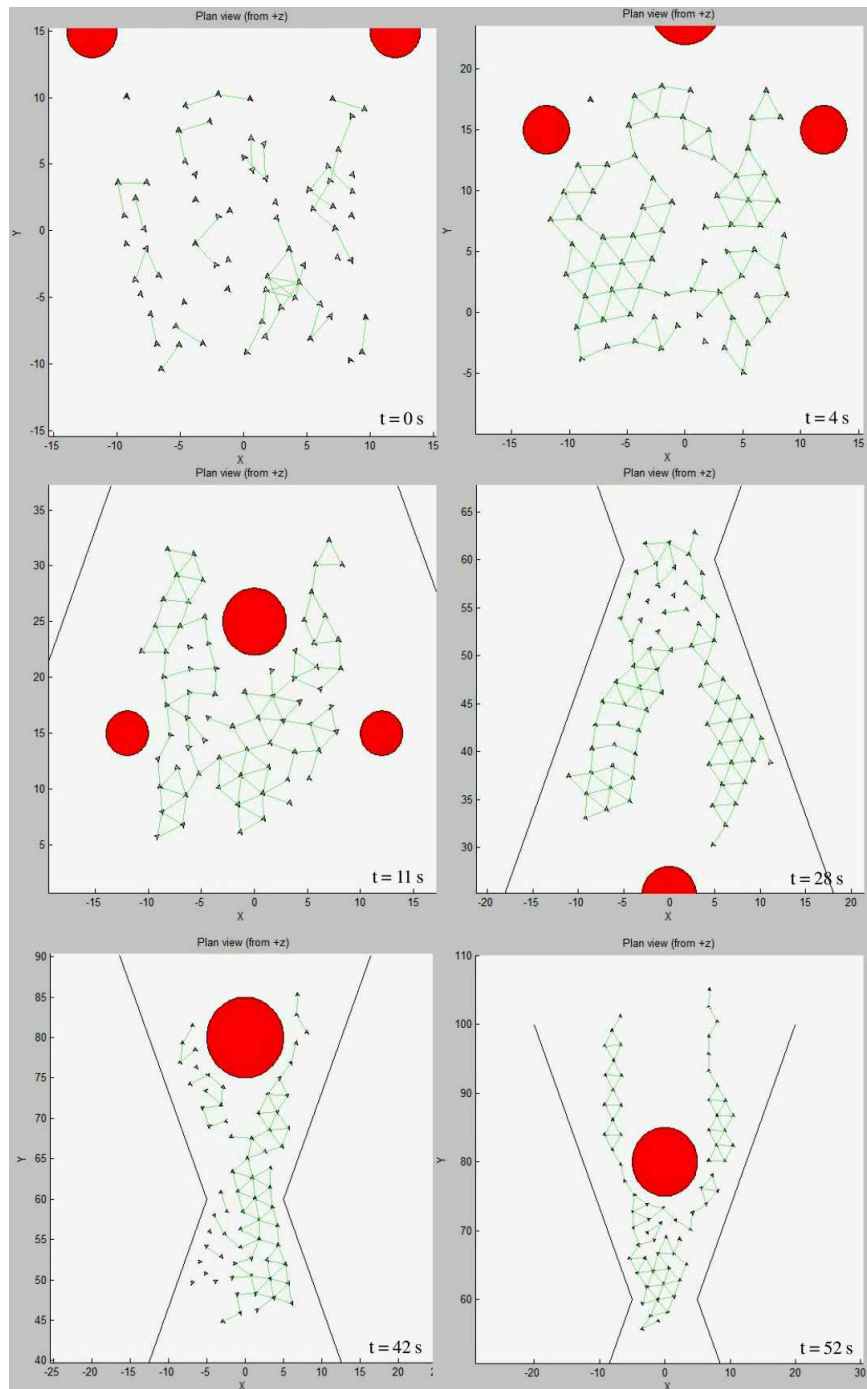 Plan view (from +z)
15
10
5
0
-5
-10
-15
Y
-15 -10 -5 0 5 10 15
X
t = 0 s
Plan view (from +z)
20
15
10
5
0
-5
Y
-15 -10 -5 0 5 10 15
X
t = 4 s
Plan view (from +z)
35
30
25
20
15
10
5
Y
-15 -10 -5 0 5 10 15
X
t = 11 s
Plan view (from +z)
65
60
55
50
45
40
35
30
Y
-20 -15 -10 -5 0 5 10 15 20
X
t = 28 s
Plan view (from +z)
90
85
80
75
70
65
60
55
50
45
40
Y
-25 -20 -15 -10 -5 0 5 10 15 20
X
t = 42 s
Plan view (from +z)
110
100
90
80
70
60
Y
-20 -10 0 10 20 30
X
t = 52 s